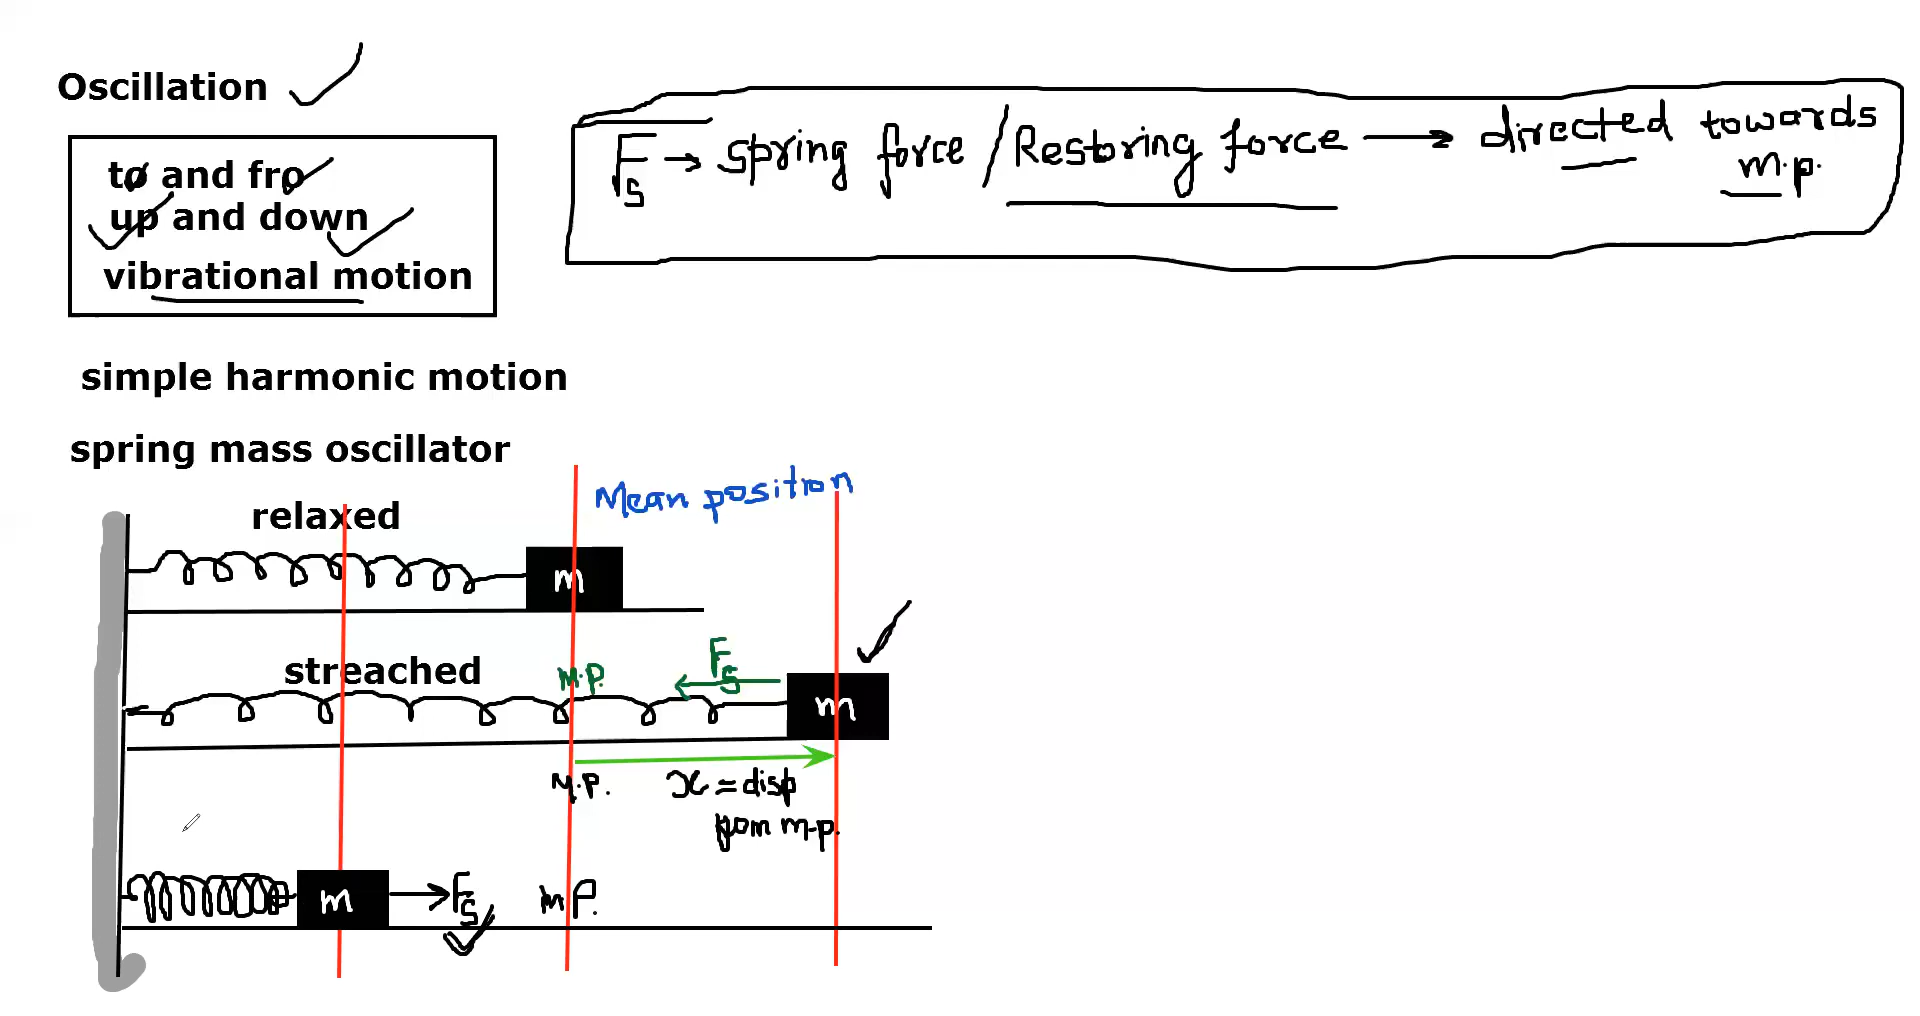 Oscillation
to and fro
up and down
vibrational motion
Fs → spring force / Restoring force → directed towards
m.p.
simple harmonic motion
spring mass oscillator
Mean position
relaxed
m
streached
M.P.
Fs
m
M.P.
x = disp
from m.p.
m
Fs
M.P.